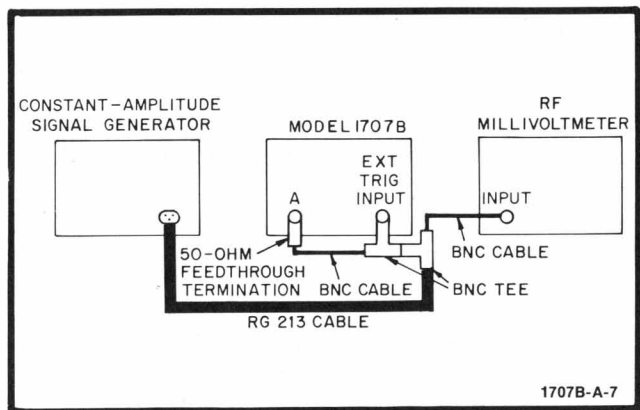 CONSTANT-AMPLITUDE
SIGNAL GENERATOR
MODEL 1707B
RF
MILLIVOLTMETER
EXT
TRIG
INPUT
A
INPUT
50-OHM
FEEDTHROUGH
TERMINATION
BNC CABLE
BNC CABLE
BNC TEE
RG 213 CABLE
1707B-A-7